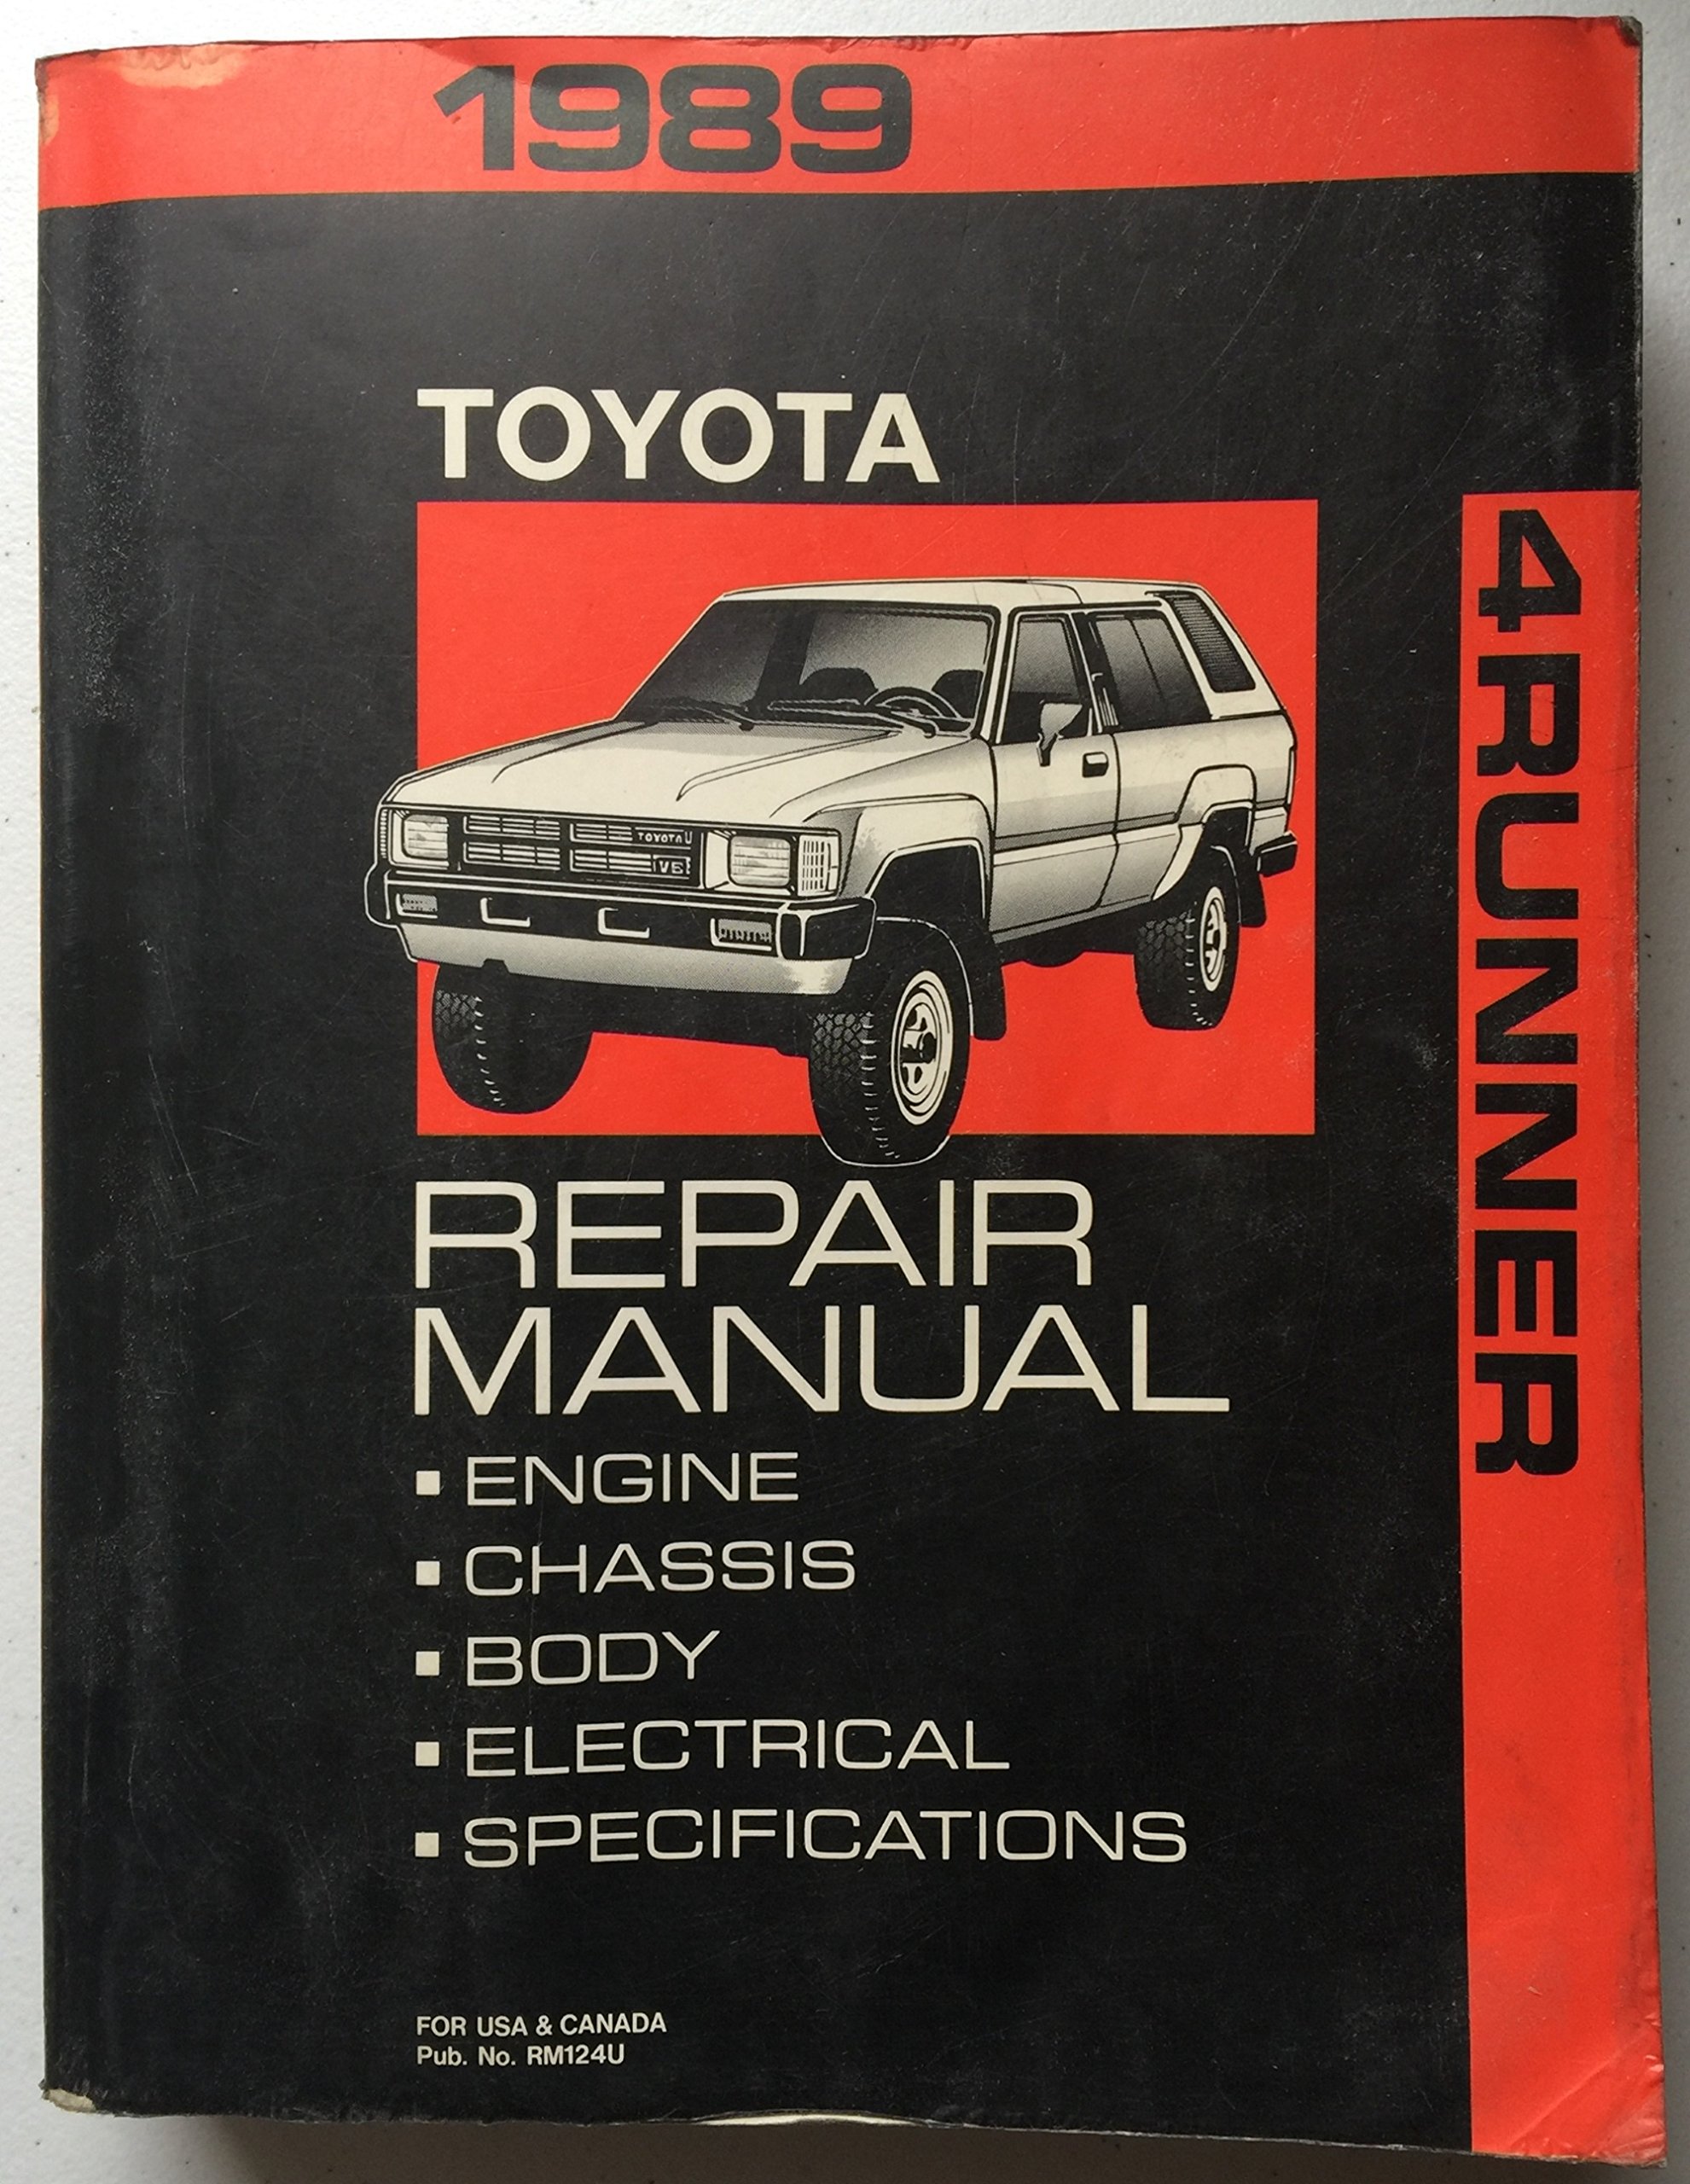 1989
TOYOTA
TOYOTA
V6
4RUNNER
REPAIR
MANUAL
▪ ENGINE
▪ CHASSIS
▪ BODY
▪ ELECTRICAL
▪ SPECIFICATIONS
FOR USA & CANADA
Pub. No. RM124U